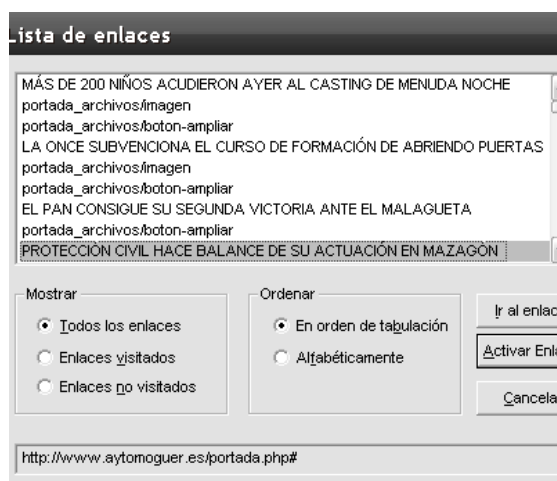 Lista de enlaces
MÁS DE 200 NIÑOS ACUDIERON AYER AL CASTING DE MENUDA NOCHE
portada_archivos/imagen
portada_archivos/boton-ampliar
LA ONCE SUBVENCIONA EL CURSO DE FORMACIÓN DE ABRIENDO PUERTAS
portada_archivos/imagen
portada_archivos/boton-ampliar
EL PAN CONSIGUE SU SEGUNDA VICTORIA ANTE EL MALAGUETA
portada_archivos/boton-ampliar
PROTECCIÒN CIVIL HACE BALANCE DE SU ACTUACIÓN EN MAZAGÒN
Mostrar
Todos los enlaces
Enlaces visitados
Enlaces no visitados
Ordenar
En orden de tabulación
Alfabéticamente
Ir al enlac
Activar Enl
Cancela
http://www.aytomoguer.es/portada.php#